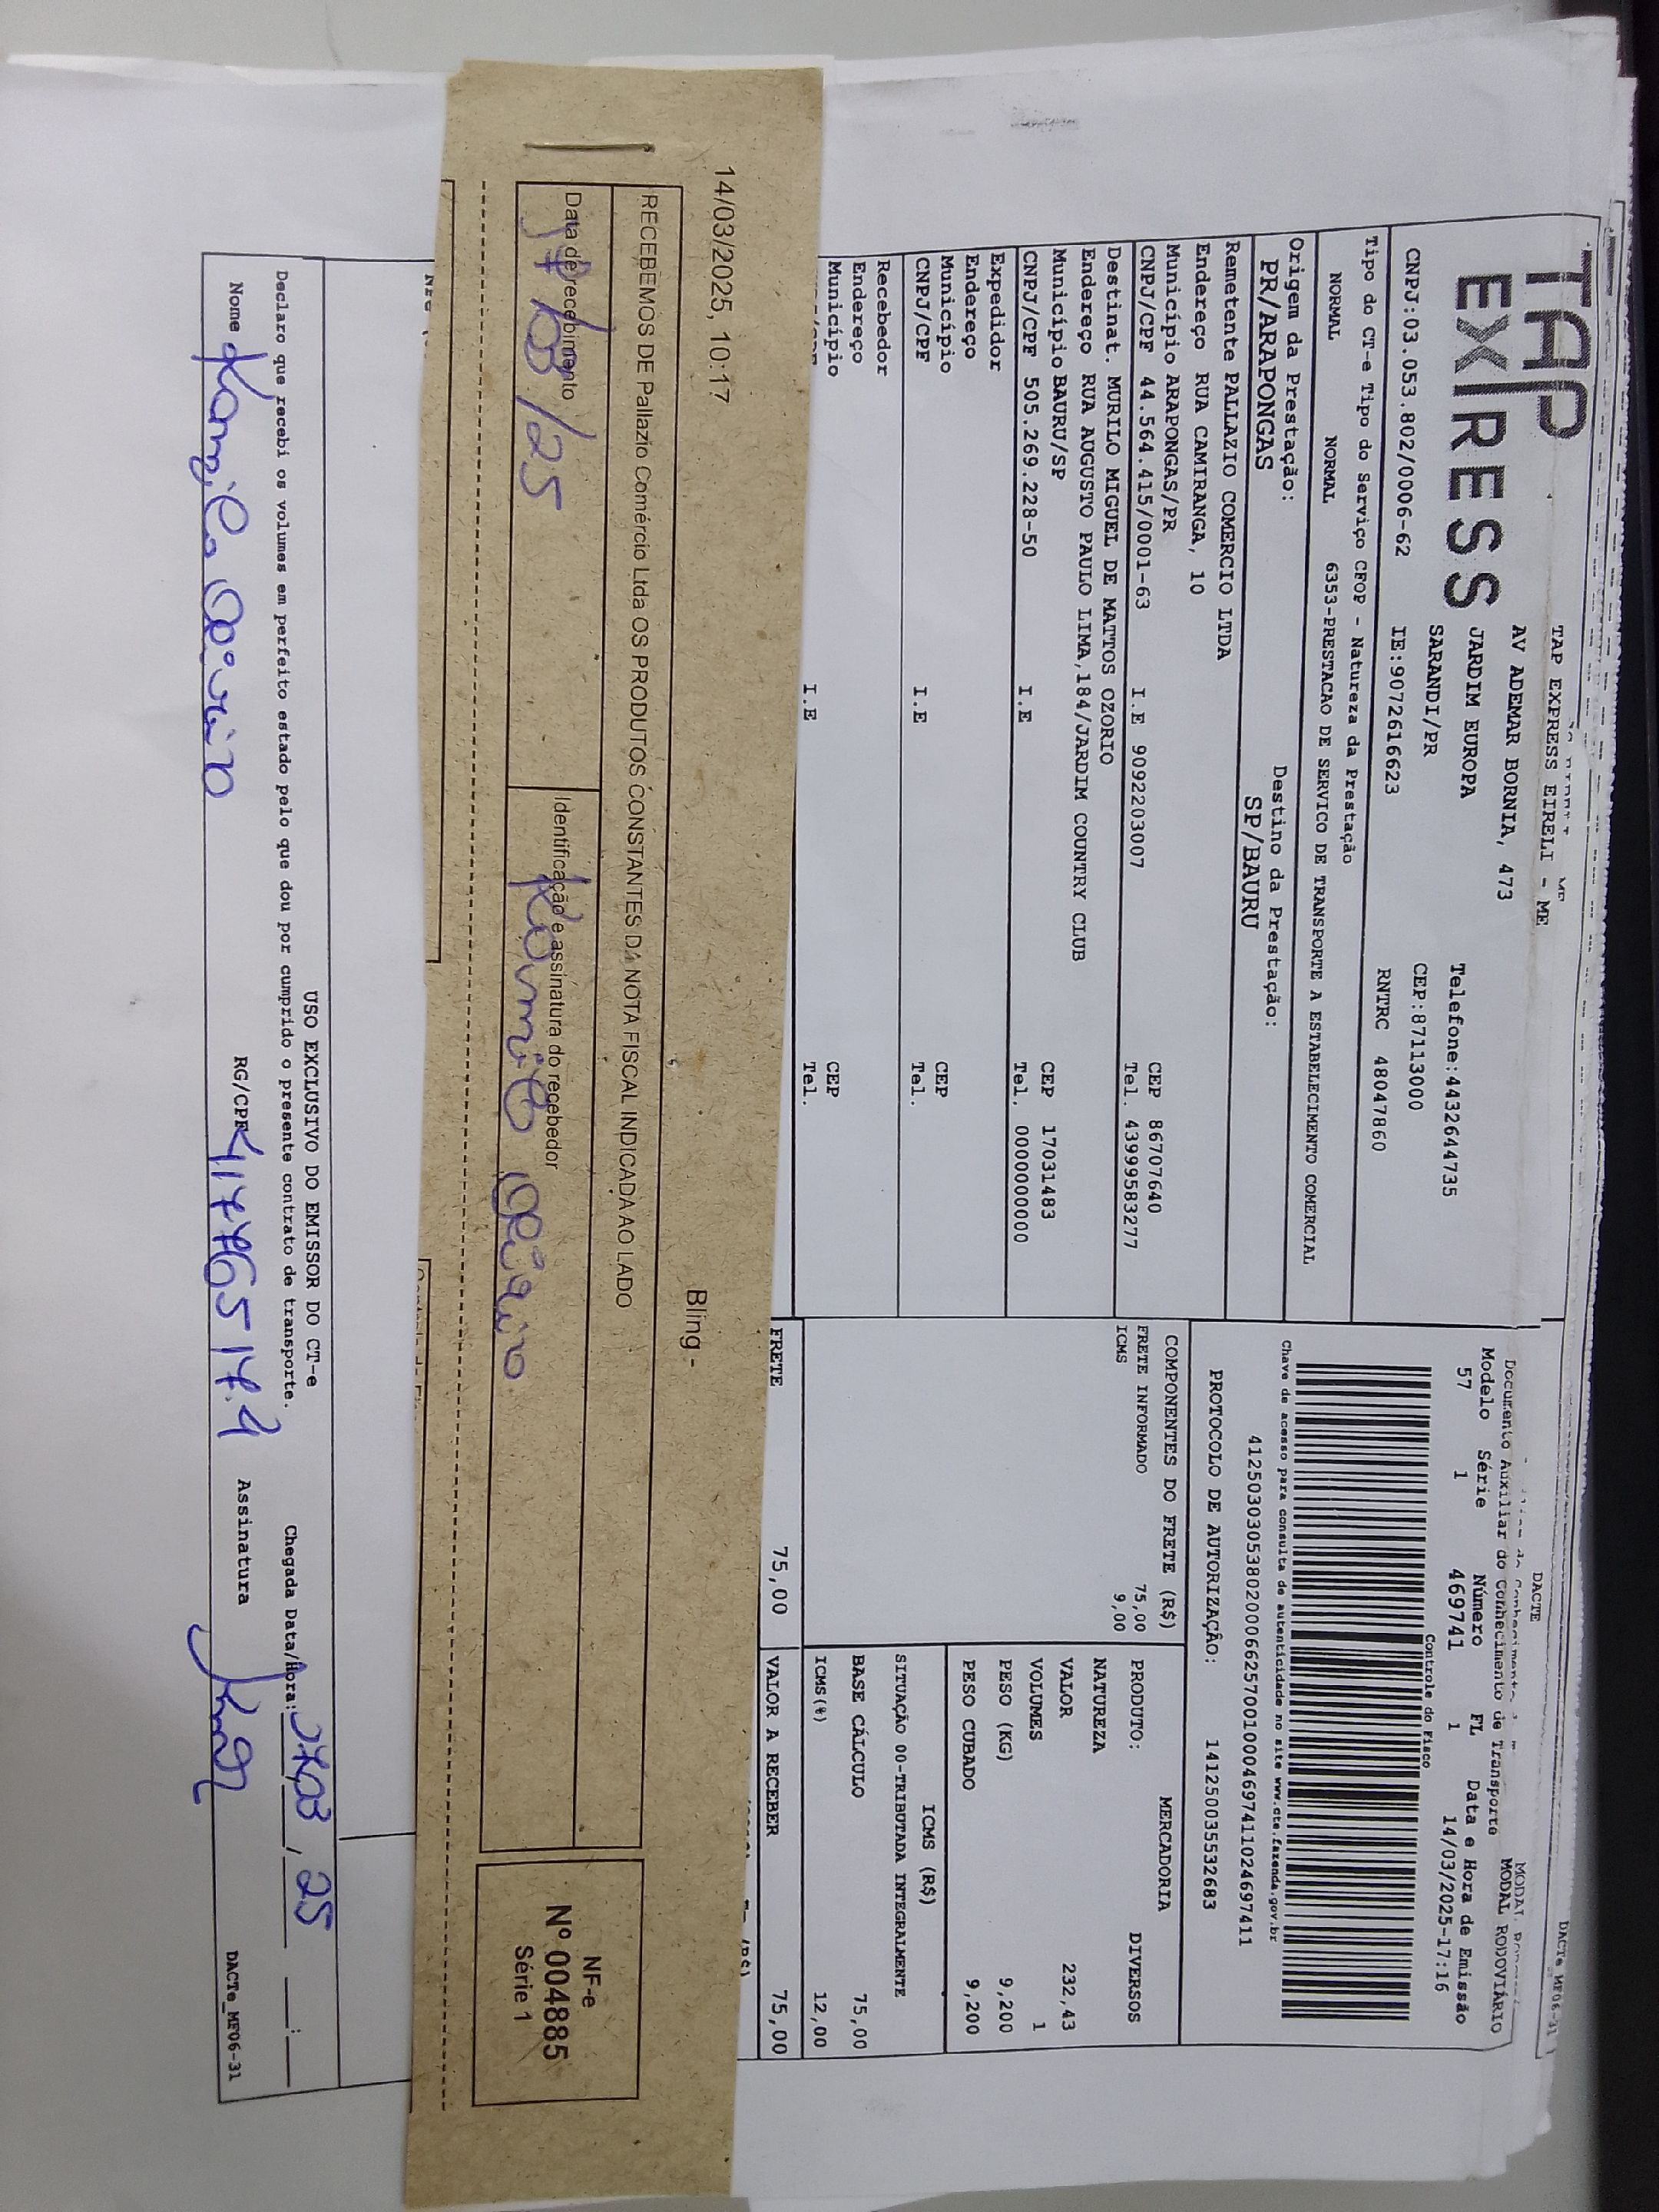 TAP
EXPRESS
TAP EXPRESS EIRELI - ME
AV ADEMAR BORNIA, 473
JARDIM EUROPA
SARANDI/PR
Telefone:4432644735
CEP:87113000
CNPJ:03.053.802/0006-62 IE:9072616623 RNTRC 48047860
Tipo do CT-e Tipo do Serviço CFOP - Natureza da Prestação
NORMAL NORMAL 6353-PRESTACAO DE SERVICO DE TRANSPORTE A ESTABELECIMENTO COMERCIAL
Origem da Prestação: Destino da Prestação:
PR/ARAPONGAS SP/BAURU
Remetente PALLAZIO COMERCIO LTDA
Endereço RUA CAMIRANGA, 10
Município ARAPONGAS/PR CEP 86707640
CNPJ/CPF 44.564.415/0001-63 I.E 9092203007 Tel. 43999583277
Destinat. MURILO MIGUEL DE MATTOS OZORIO
Endereço RUA AUGUSTO PAULO LIMA,184/JARDIM COUNTRY CLUB
Município BAURU/SP CEP 17031483
CNPJ/CPF 505.269.228-50 I.E Tel. 00000000000
Expedidor
Endereço
Município CEP
CNPJ/CPF I.E Tel.
Recebedor
Endereço
Município CEP
I.E Tel.
DACTE DACTe MF06-31
Documento Auxiliar do Conhecimento de Transporte MODAL RODOVIÁRIO
Modelo Série Número FL Data e Hora de Emissão
57 1 469741 1 14/03/2025-17:16
Controle do Fisco
Chave de acesso para consulta de autenticidade no site www.cte.fazenda.gov.br
41250303053802000662570010004697411024697411
PROTOCOLO DE AUTORIZAÇÃO: 141250035532683
COMPONENTES DO FRETE (R$)
FRETE INFORMADO 75,00
ICMS 9,00
MERCADORIA
PRODUTO: DIVERSOS
NATUREZA
VALOR 232,43
VOLUMES 1
PESO (KG) 9,200
PESO CUBADO 9,200
ICMS (R$)
SITUAÇÃO 00-TRIBUTADA INTEGRALMENTE
BASE CÁLCULO 75,00
ICMS(%) 12,00
FRETE 75,00 VALOR A RECEBER 75,00
14/03/2025, 10:17 Bling -
RECEBEMOS DE Pallazio Comércio Ltda OS PRODUTOS CONSTANTES DA NOTA FISCAL INDICADA AO LADO
Data de recebimento Identificação e assinatura do recebedor
/03/25
NF-e
Nº 004885
Série 1
USO EXCLUSIVO DO EMISSOR DO CT-e
Declaro que recebi os volumes em perfeito estado pelo que dou por cumprido o presente contrato de transporte. Chegada Data/Hora: / 25
Nome RG/CPF Assinatura DACTe_MF06-31